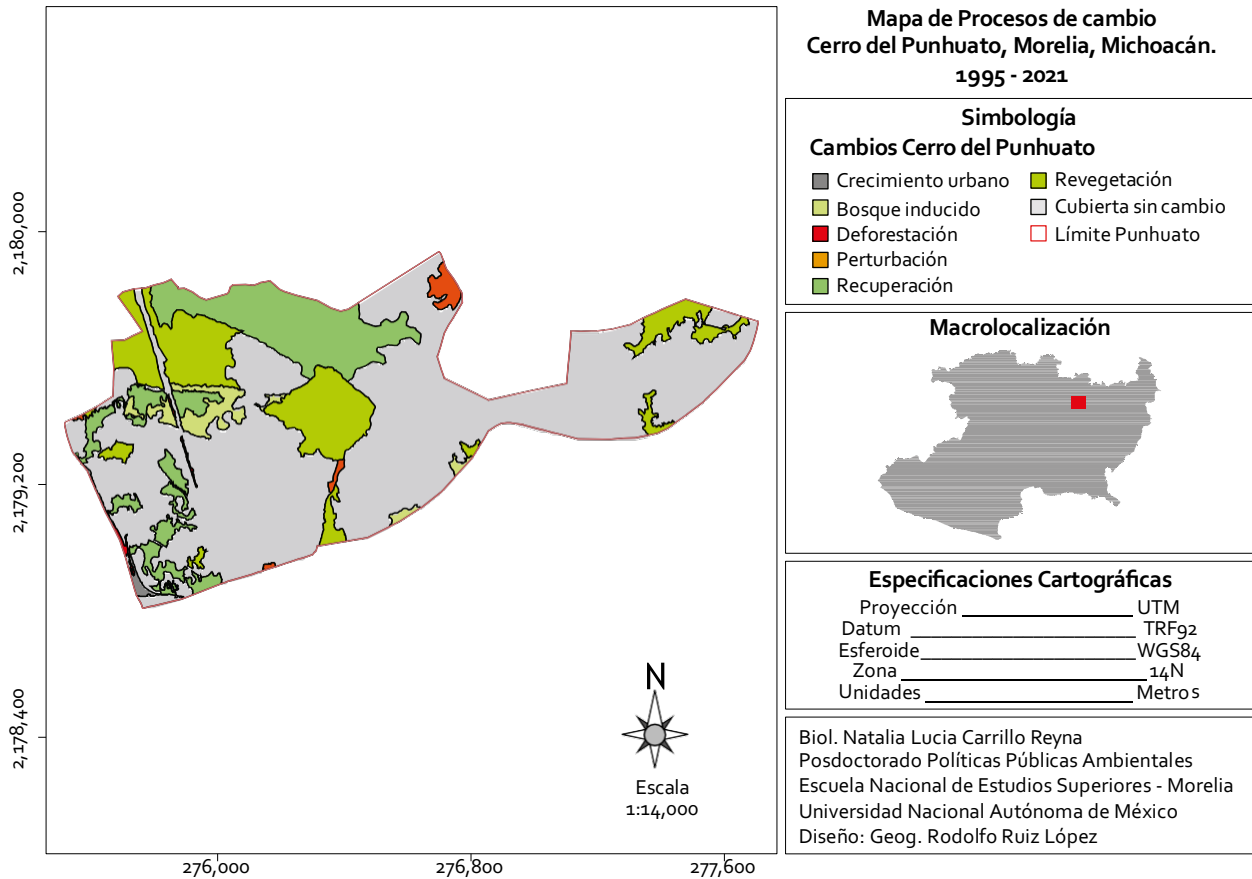 Mapa de Procesos de cambio
Cerro del Punhuato, Morelia, Michoacán.
1995 - 2021
Simbología
Cambios Cerro del Punhuato
Crecimiento urbano
Bosque inducido
Deforestación
Perturbación
Recuperación
Revegetación
Cubierta sin cambio
Límite Punhuato
Macrolocalización
Especificaciones Cartográficas
Proyección UTM
Datum TRF92
Esferoide WGS84
Zona 14N
Unidades Metros
Biol. Natalia Lucia Carrillo Reyna
Posdoctorado Políticas Públicas Ambientales
Escuela Nacional de Estudios Superiores - Morelia
Universidad Nacional Autónoma de México
Diseño: Geog. Rodolfo Ruiz López
2,180,000
2,179,200
2,178,400
276,000 276,800 277,600
N
Escala
1:14,000